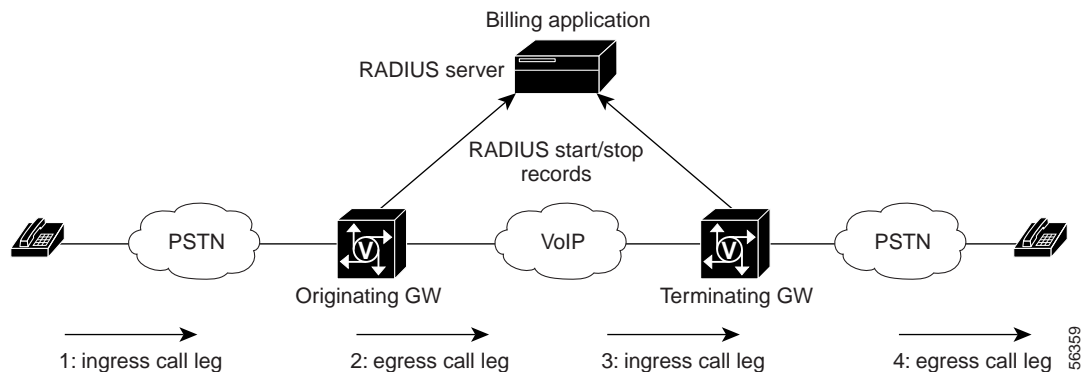 Billing application
RADIUS server
RADIUS start/stop
records
PSTN
V
VoIP
V
PSTN
Originating GW
Terminating GW
1: ingress call leg
2: egress call leg
3: ingress call leg
4: egress call leg
56359